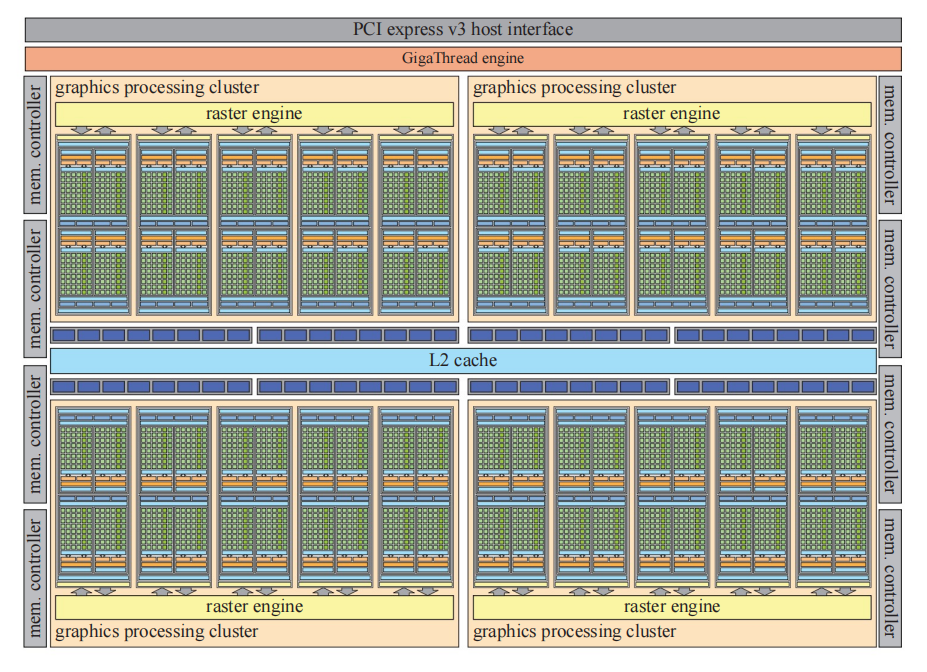 PCI express v3 host interface
GigaThread engine
mem. controller
graphics processing cluster
raster engine
graphics processing cluster
raster engine
mem. controller
mem. controller
mem. controller
L2 cache
mem. controller
mem. controller
mem. controller
raster engine
graphics processing cluster
raster engine
graphics processing cluster
mem. controller